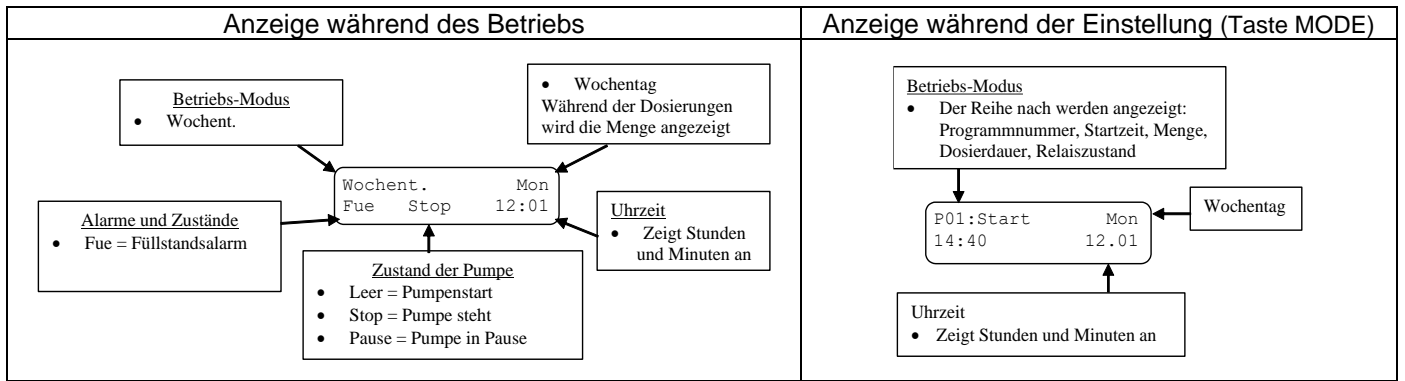 Anzeige während des Betriebs
Betriebs-Modus
• Wochent.
• Wochentag
Während der Dosierungen
wird die Menge angezeigt
Wochent. Mon
Fue Stop 12:01
Alarme und Zustände
• Fue = Füllstandsalarm
Uhrzeit
• Zeigt Stunden
und Minuten an
Zustand der Pumpe
• Leer = Pumpenstart
• Stop = Pumpe steht
• Pause = Pumpe in Pause
Anzeige während der Einstellung (Taste MODE)
Betriebs-Modus
• Der Reihe nach werden angezeigt:
Programmnummer, Startzeit, Menge,
Dosierdauer, Relaiszustand
P01:Start Mon
14:40 12.01
Wochentag
Uhrzeit
• Zeigt Stunden und Minuten an